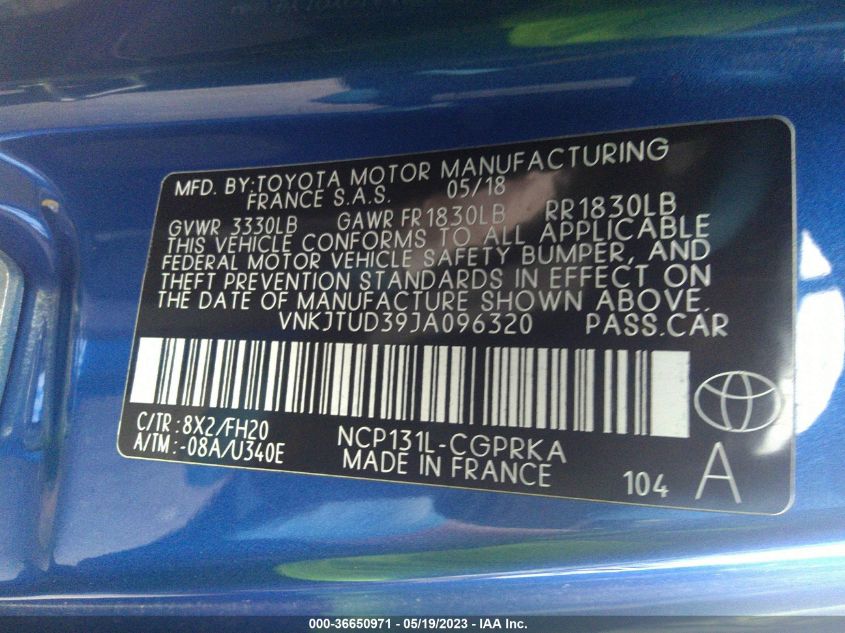 MFD. BY:TOYOTA MOTOR MANUFACTURING
FRANCE S.A.S. 05/18
GVWR 3330LB GAWR FR1830LB RR1830LB
THIS VEHICLE CONFORMS TO ALL APPLICABLE
FEDERAL MOTOR VEHICLE SAFETY BUMPER, AND
THEFT PREVENTION STANDARDS IN EFFECT ON
THE DATE OF MANUFACTURE SHOWN ABOVE.
VNKJTUD39JA096320 PASS.CAR
C/TR: 8X2/FH20 NCP131L-CGPRKA
A/TM: -08A/U340E MADE IN FRANCE 104 A
000-36650971 - 05/19/2023 - IAA Inc.